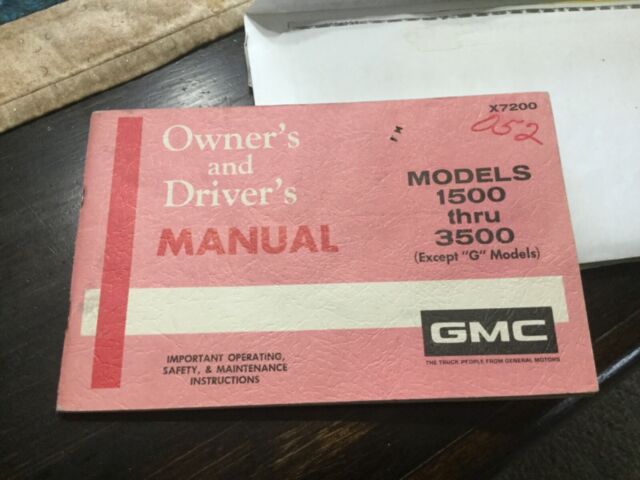 X7200
052
FM
Owner's
and
Driver's
MANUAL
MODELS
1500
thru
3500
(Except "G" Models)
IMPORTANT OPERATING,
SAFETY, & MAINTENANCE
INSTRUCTIONS
GMC
THE TRUCK PEOPLE FROM GENERAL MOTORS